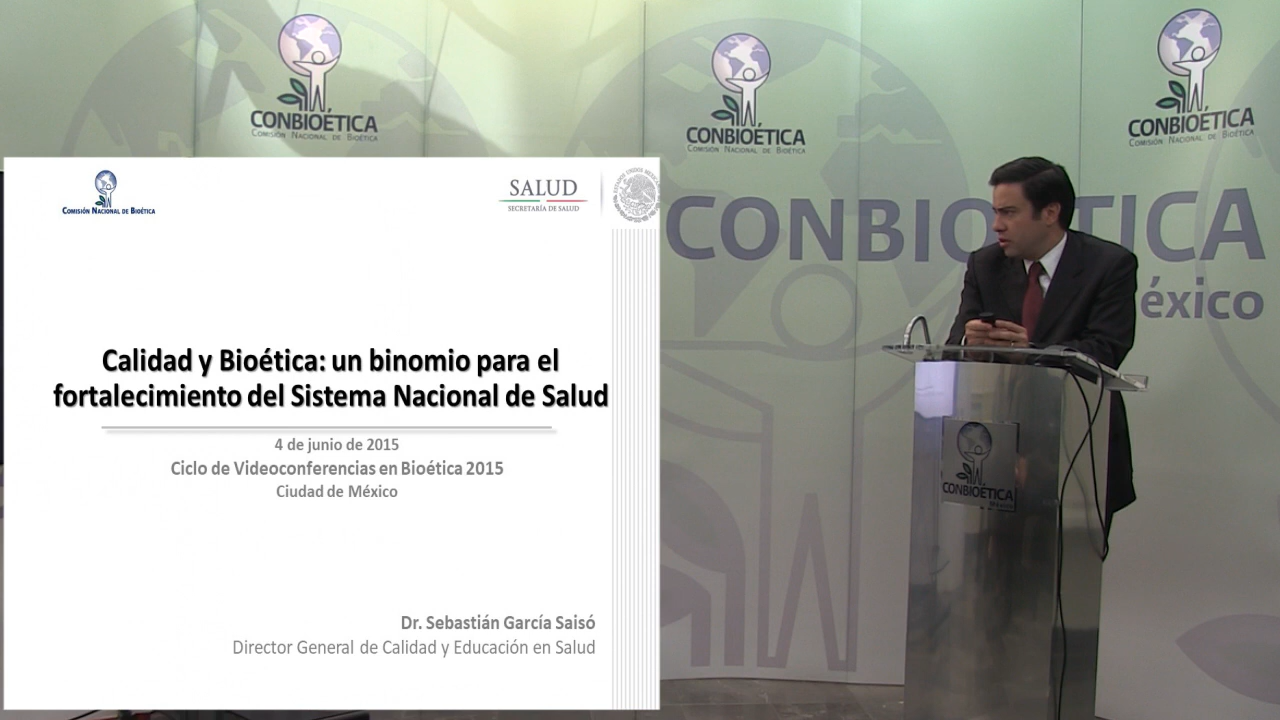 CONBIOÉTICA
COMISIÓN NACIONAL DE BIOÉTICA
CONBIOÉTICA
COMISIÓN NACIONAL DE BIOÉTICA
CONBIOÉTICA
COMISIÓN NACIONAL DE BIOÉTICA
COMISIÓN NACIONAL DE BIOÉTICA
SALUD
SECRETARÍA DE SALUD
CONBIO TICA
éxico
Calidad y Bioética: un binomio para el
fortalecimiento del Sistema Nacional de Salud
4 de junio de 2015
Ciclo de Videoconferencias en Bioética 2015
Ciudad de México
CONBIOÉTICA
México
Dr. Sebastián García Saisó
Director General de Calidad y Educación en Salud